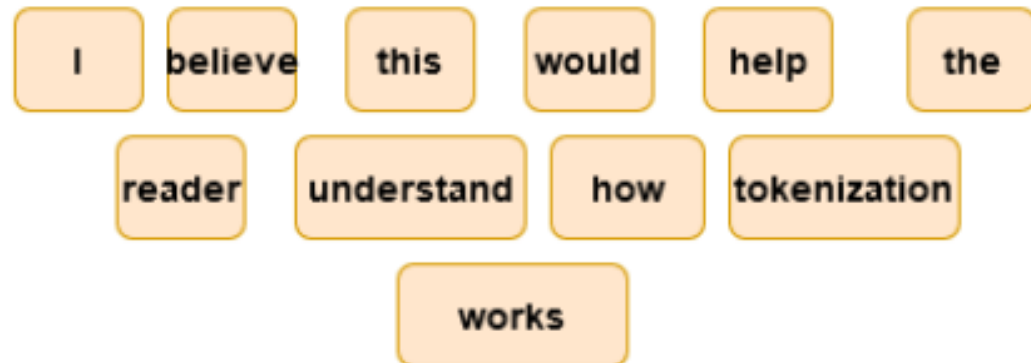 I believe this would help the
reader understand how tokenization
works